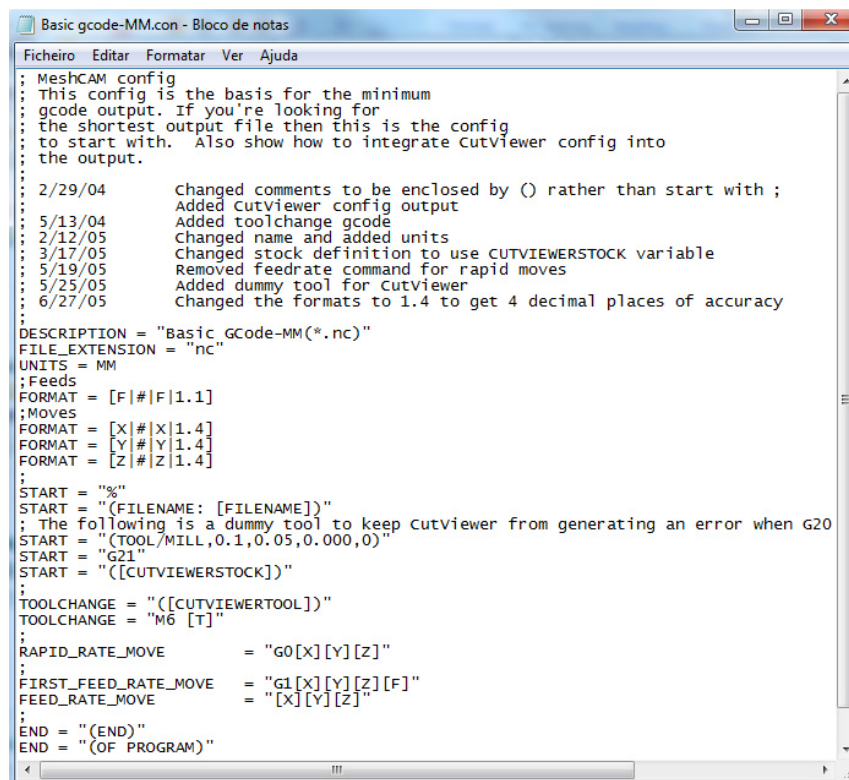 Basic gcode-MM.con - Bloco de notas
Ficheiro Editar Formatar Ver Ajuda
; MeshCAM config
; This config is the basis for the minimum
; gcode output. If you're looking for
; the shortest output file then this is the config
; to start with.  Also show how to integrate CutViewer config into
; the output.
;
; 2/29/04 Changed comments to be enclosed by () rather than start with ;
; Added CutViewer config output
; 5/13/04 Added toolchange gcode
; 2/12/05 Changed name and added units
; 3/17/05 Changed stock definition to use CUTVIEWERSTOCK variable
; 5/19/05 Removed feedrate command for rapid moves
; 5/25/05 Added dummy tool for CutViewer
; 6/27/05 Changed the formats to 1.4 to get 4 decimal places of accuracy
;
DESCRIPTION = "Basic GCode-MM(*.nc)"
FILE_EXTENSION = "nc"
UNITS = MM
;Feeds
FORMAT = [F|#|F|1.1]
;Moves
FORMAT = [X|#|X|1.4]
FORMAT = [Y|#|Y|1.4]
FORMAT = [Z|#|Z|1.4]
;
START = "%"
START = "(FILENAME: [FILENAME])"
; The following is a dummy tool to keep CutViewer from generating an error when G20
START = "(TOOL/MILL,0.1,0.05,0.000,0)"
START = "G21"
START = "([CUTVIEWERSTOCK])"
;
TOOLCHANGE = "([CUTVIEWERTOOL])"
TOOLCHANGE = "M6 [T]"
;
RAPID_RATE_MOVE = "G0[X][Y][Z]"
;
FIRST_FEED_RATE_MOVE = "G1[X][Y][Z][F]"
FEED_RATE_MOVE = "[X][Y][Z]"
;
END = "(END)"
END = "(OF PROGRAM)"